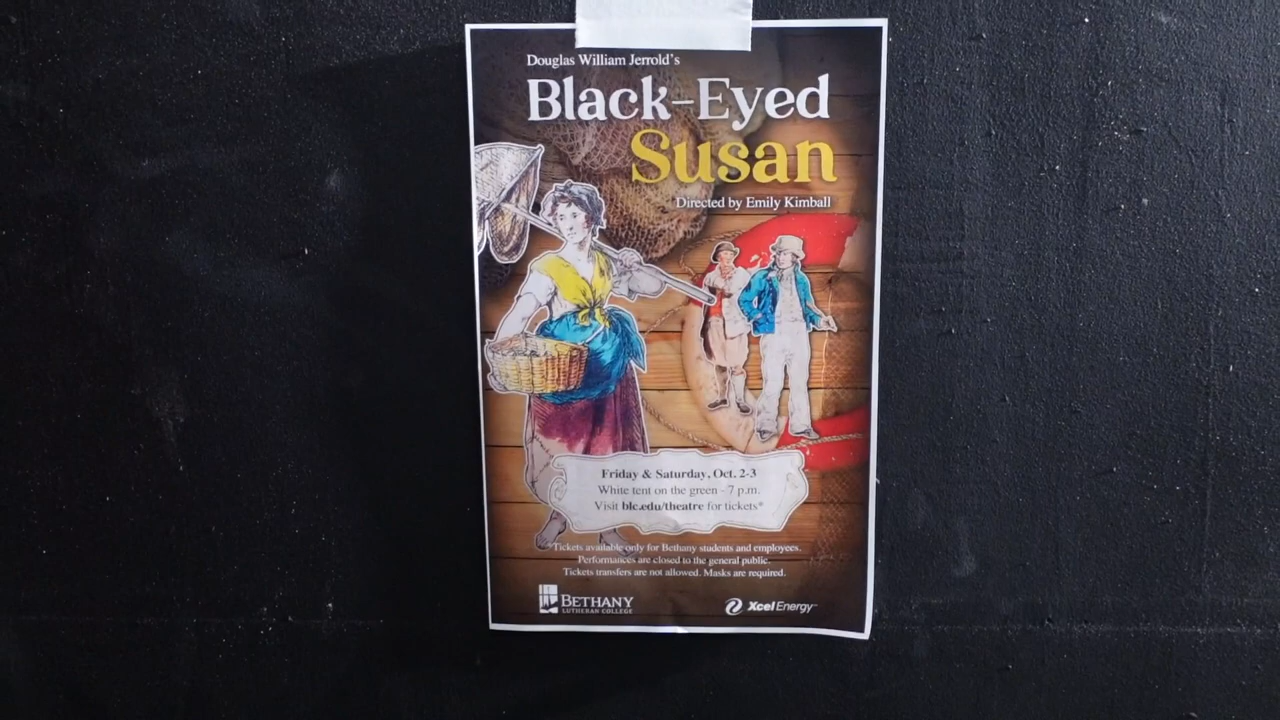 Douglas William Jerrold's
Black-Eyed
Susan
Directed by Emily Kimball
Friday & Saturday, Oct. 2-3
White tent on the green - 7 p.m.
Visit blc.edu/theatre for tickets*
*Tickets available only for Bethany students and employees.
Performances are closed to the general public.
Tickets transfers are not allowed. Masks are required.
BETHANY
LUTHERAN COLLEGE
Xcel Energy™